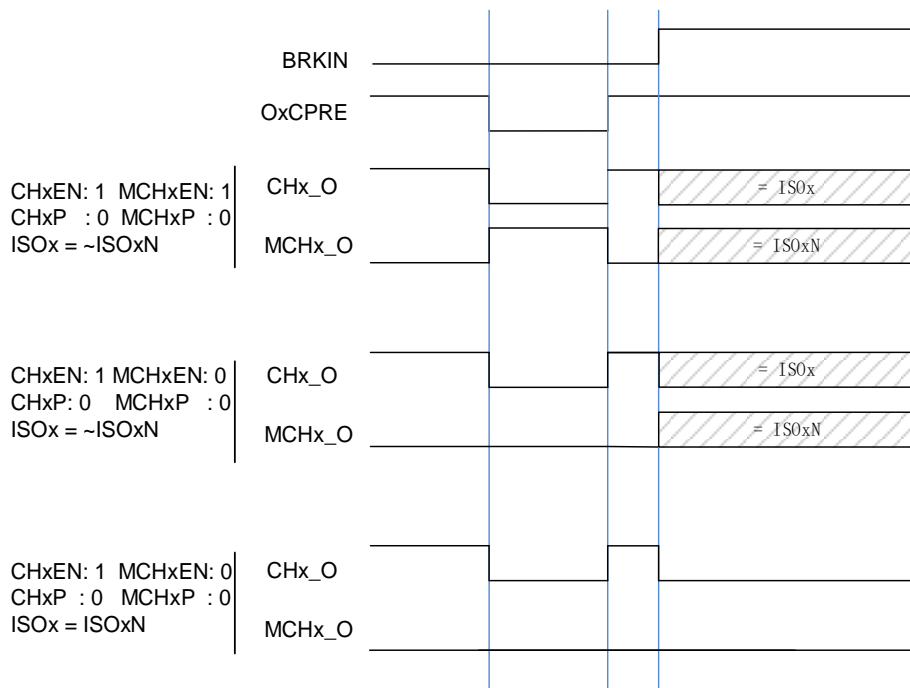 BRKIN
OxCPRE
CHxEN: 1 MCHxEN: 1
CHxP : 0 MCHxP : 0
ISOx = ~ISOxN
CHx_O
= ISOx
MCHx_O
= ISOxN
CHxEN: 1 MCHxEN: 0
CHxP: 0 MCHxP : 0
ISOx = ~ISOxN
CHx_O
= ISOx
MCHx_O
= ISOxN
CHxEN: 1 MCHxEN: 0
CHxP : 0 MCHxP : 0
ISOx = ISOxN
CHx_O
MCHx_O